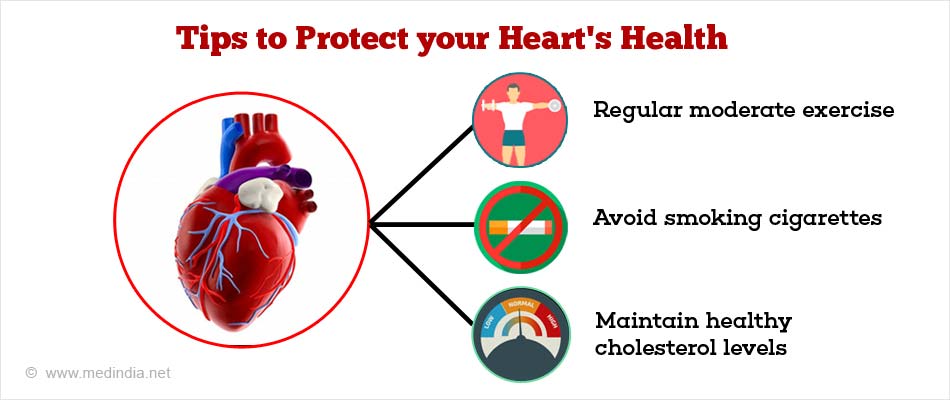 Tips to Protect your Heart's Health
Regular moderate exercise
Avoid smoking cigarettes
LOW
NORMAL
HIGH
Maintain healthy
cholesterol levels
© www.medindia.net